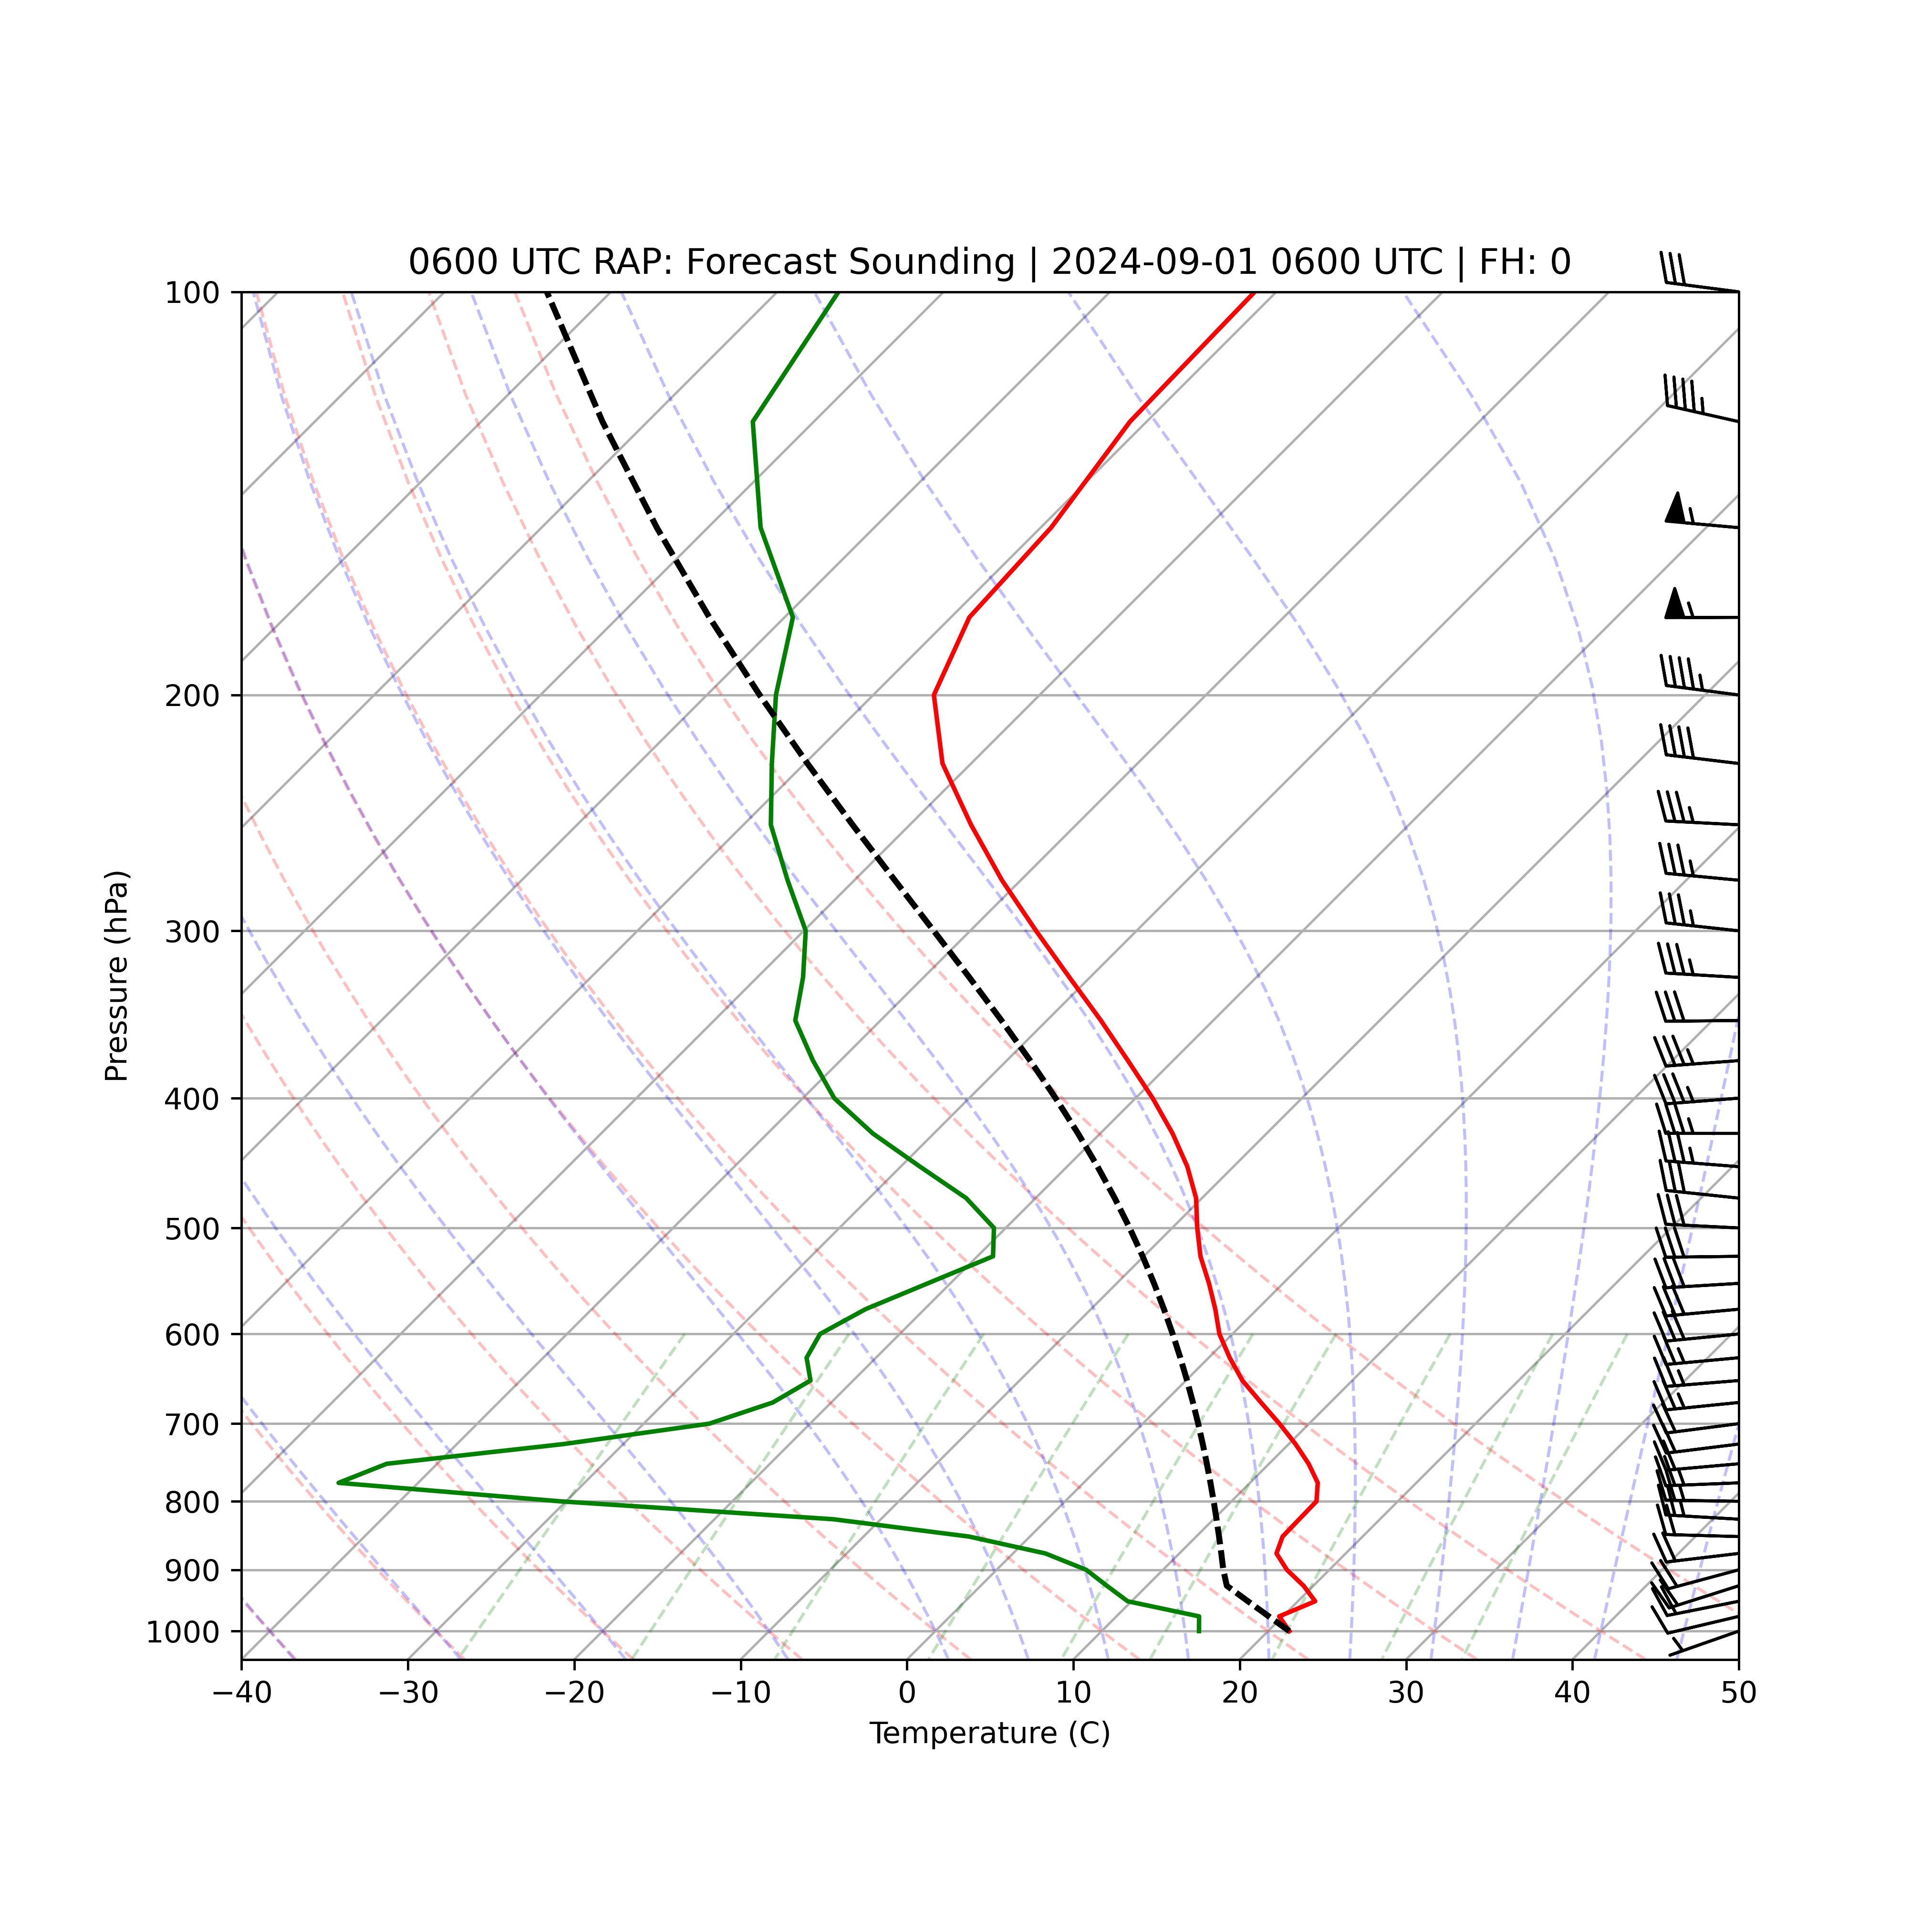 0600 UTC RAP: Forecast Sounding | 2024-09-01 0600 UTC | FH: 0
100
200
300
400
500
600
700
800
900
1000
Pressure (hPa)
−40 −30 −20 −10 0 10 20 30 40 50
Temperature (C)